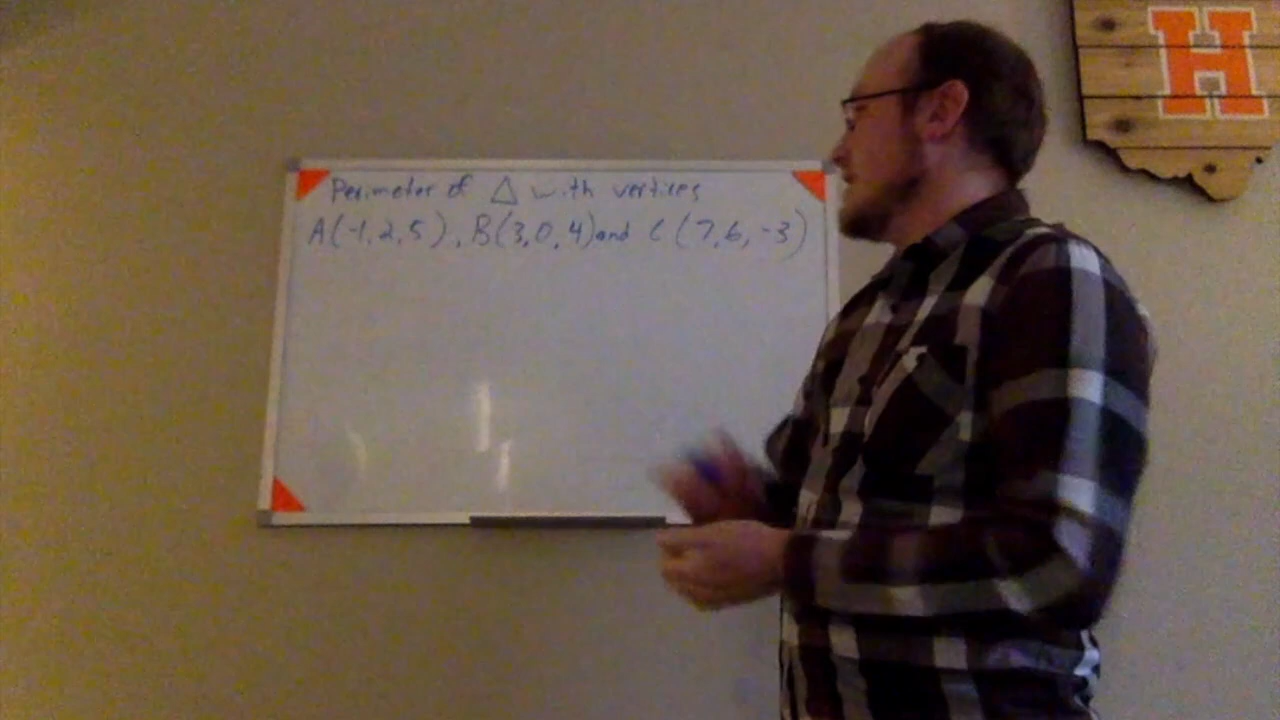 Perimeter of △ with vertices
A(-1,2,5), B(3,0,4) and C(7,6,-3)
H